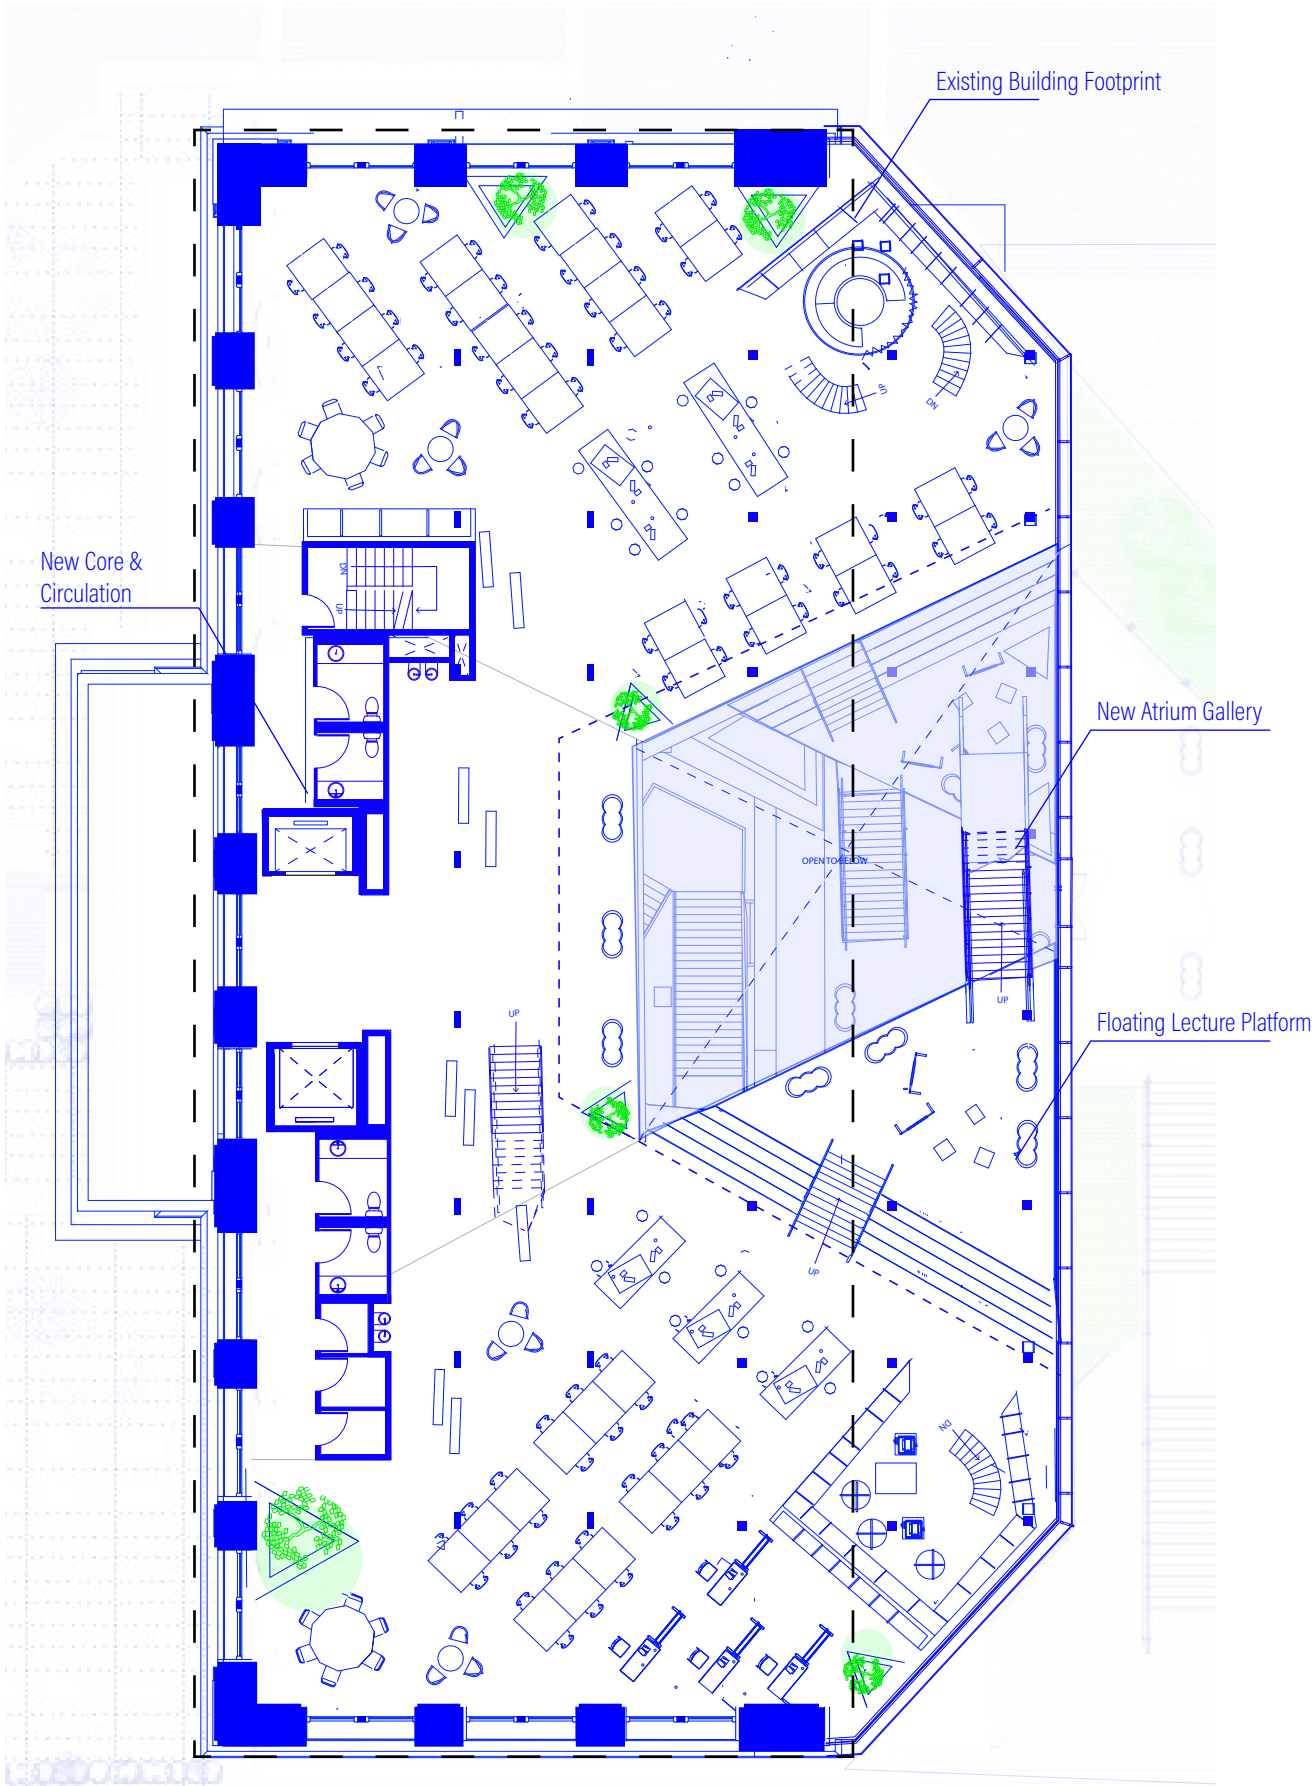 Existing Building Footprint
UP
DN
New Core &
Circulation
DN
UP
New Atrium Gallery
OPEN TO BELOW
UP
UP
Floating Lecture Platform
UP
DN